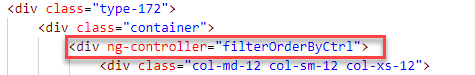 <div class="type-172">
<div class="container">
<div ng-controller="filterOrderByCtrl">
<div class="col-md-12 col-sm-12 col-xs-12">